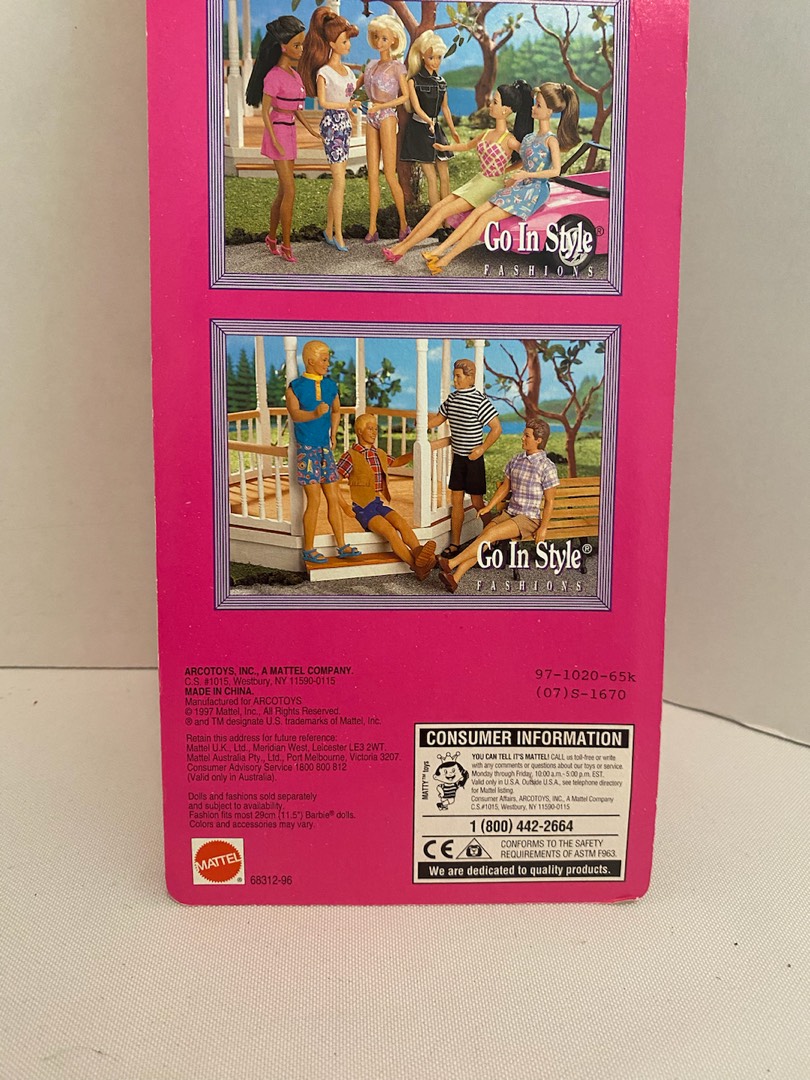 Go In Style®
FASHIONS
Go In Style®
FASHIONS
ARCOTOYS, INC., A MATTEL COMPANY.
C.S. #1015, Westbury, NY 11590-0115
MADE IN CHINA.
Manufactured for ARCOTOYS
© 1997 Mattel, Inc., All Rights Reserved.
® and TM designate U.S. trademarks of Mattel, Inc.
Retain this address for future reference:
Mattel U.K., Ltd., Meridian West, Leicester LE3 2WT.
Mattel Australia Pty., Ltd., Port Melbourne, Victoria 3207.
Consumer Advisory Service 1800 800 812
(Valid only in Australia).
Dolls and fashions sold separately
and subject to availability.
Fashion fits most 29cm (11.5") Barbie® dolls.
Colors and accessories may vary.
MATTEL
®
68312-96
97-1020-65k
(07)S-1670
CONSUMER INFORMATION
MATTY™ toys
YOU CAN TELL IT'S MATTEL! CALL us toll-free or write
with any comments or questions about our toys or service.
Monday through Friday, 10:00 a.m.- 5:00 p.m. EST.
Valid only in U.S.A. Outside U.S.A., see telephone directory
for Mattel listing.
Consumer Affairs, ARCOTOYS, INC., A Mattel Company
C.S. #1015, Westbury, NY 11590-0115
1 (800) 442-2664
CE
CONFORMS TO THE SAFETY
REQUIREMENTS OF ASTM F963.
We are dedicated to quality products.